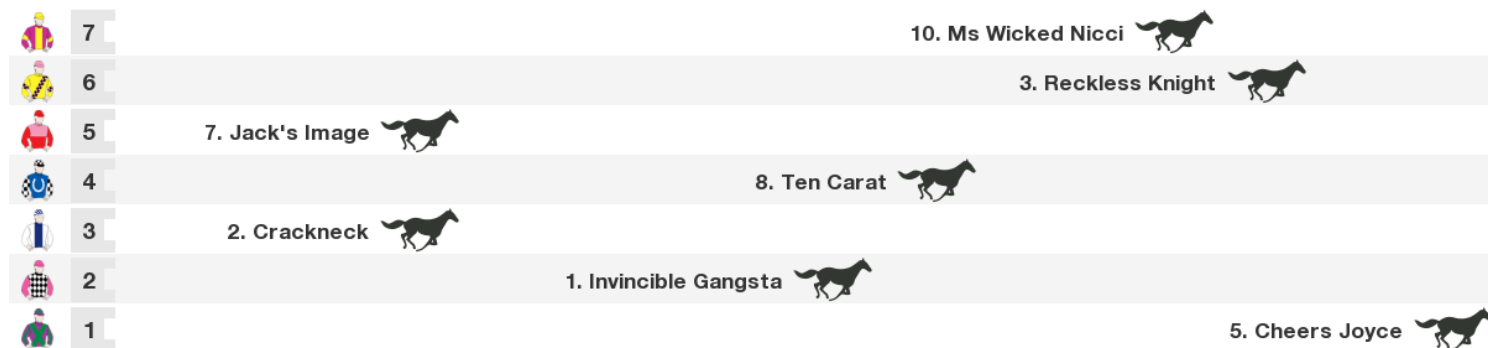 7 10. Ms Wicked Nicci
6 3. Reckless Knight
5 7. Jack's Image
4 8. Ten Carat
3 2. Crackneck
2 1. Invincible Gangsta
1 5. Cheers Joyce